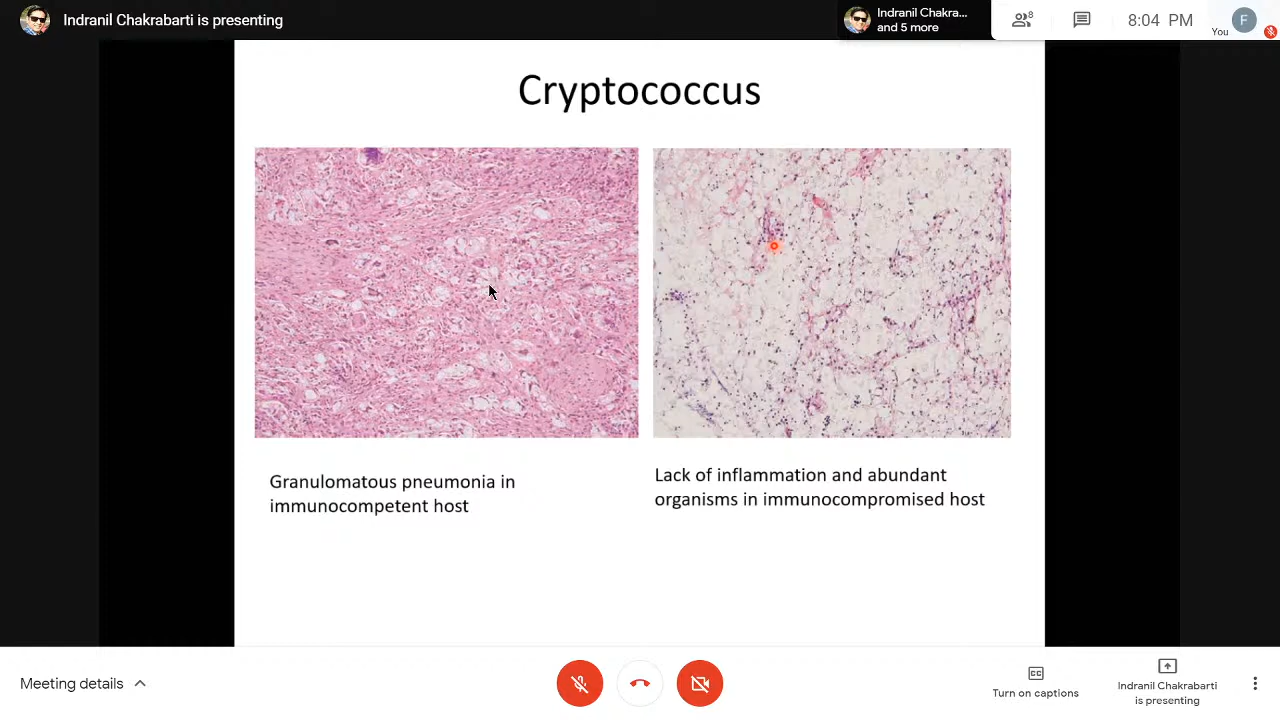 Indranil Chakrabarti is presenting
Indranil Chakra...
and 5 more
8
8:04 PM
You
F
Cryptococcus
Granulomatous pneumonia in
immunocompetent host
Lack of inflammation and abundant
organisms in immunocompromised host
Meeting details
CC
Turn on captions
Indranil Chakrabarti
is presenting